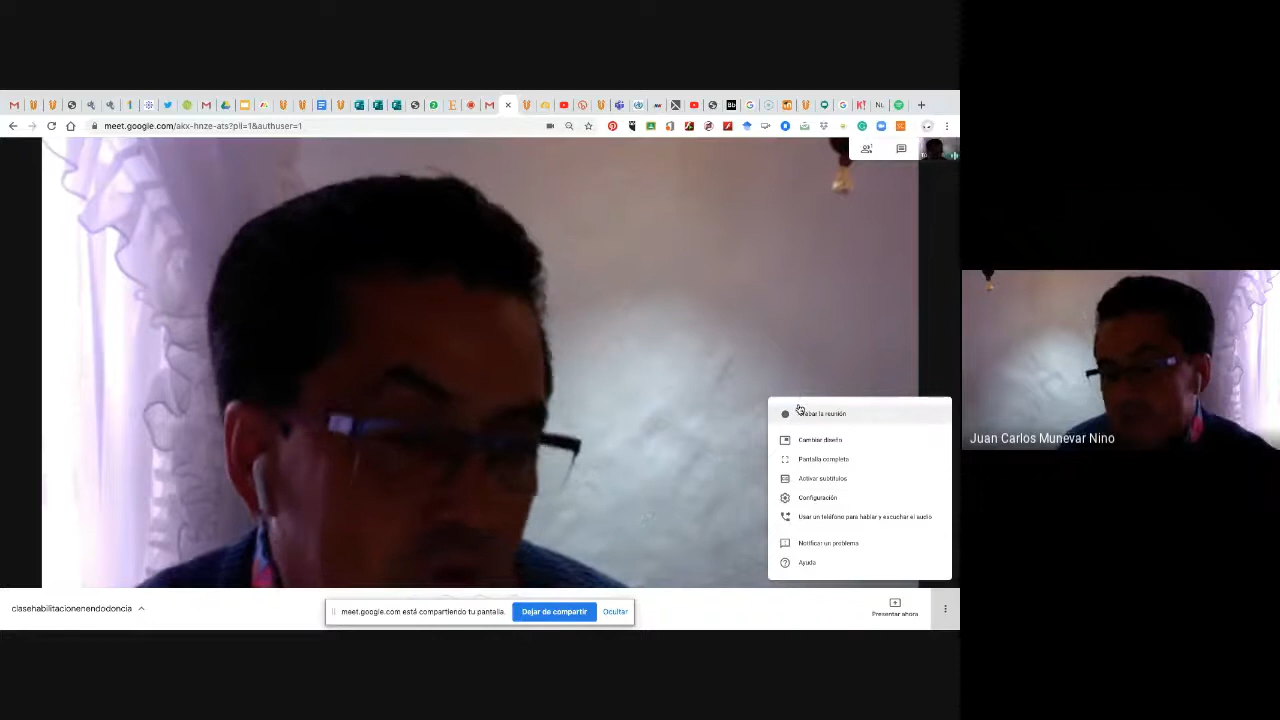 meet.google.com/akx-hnze-ats?pli=1&authuser=1
Grabar la reunión
Cambiar diseño
Pantalla completa
Activar subtítulos
Configuración
Usar un teléfono para hablar y escuchar el audio
Notificar un problema
Ayuda
Juan Carlos Munevar Nino
clasehabilitacionenendodoncia
meet.google.com está compartiendo tu pantalla.
Dejar de compartir
Ocultar
Presentar ahora